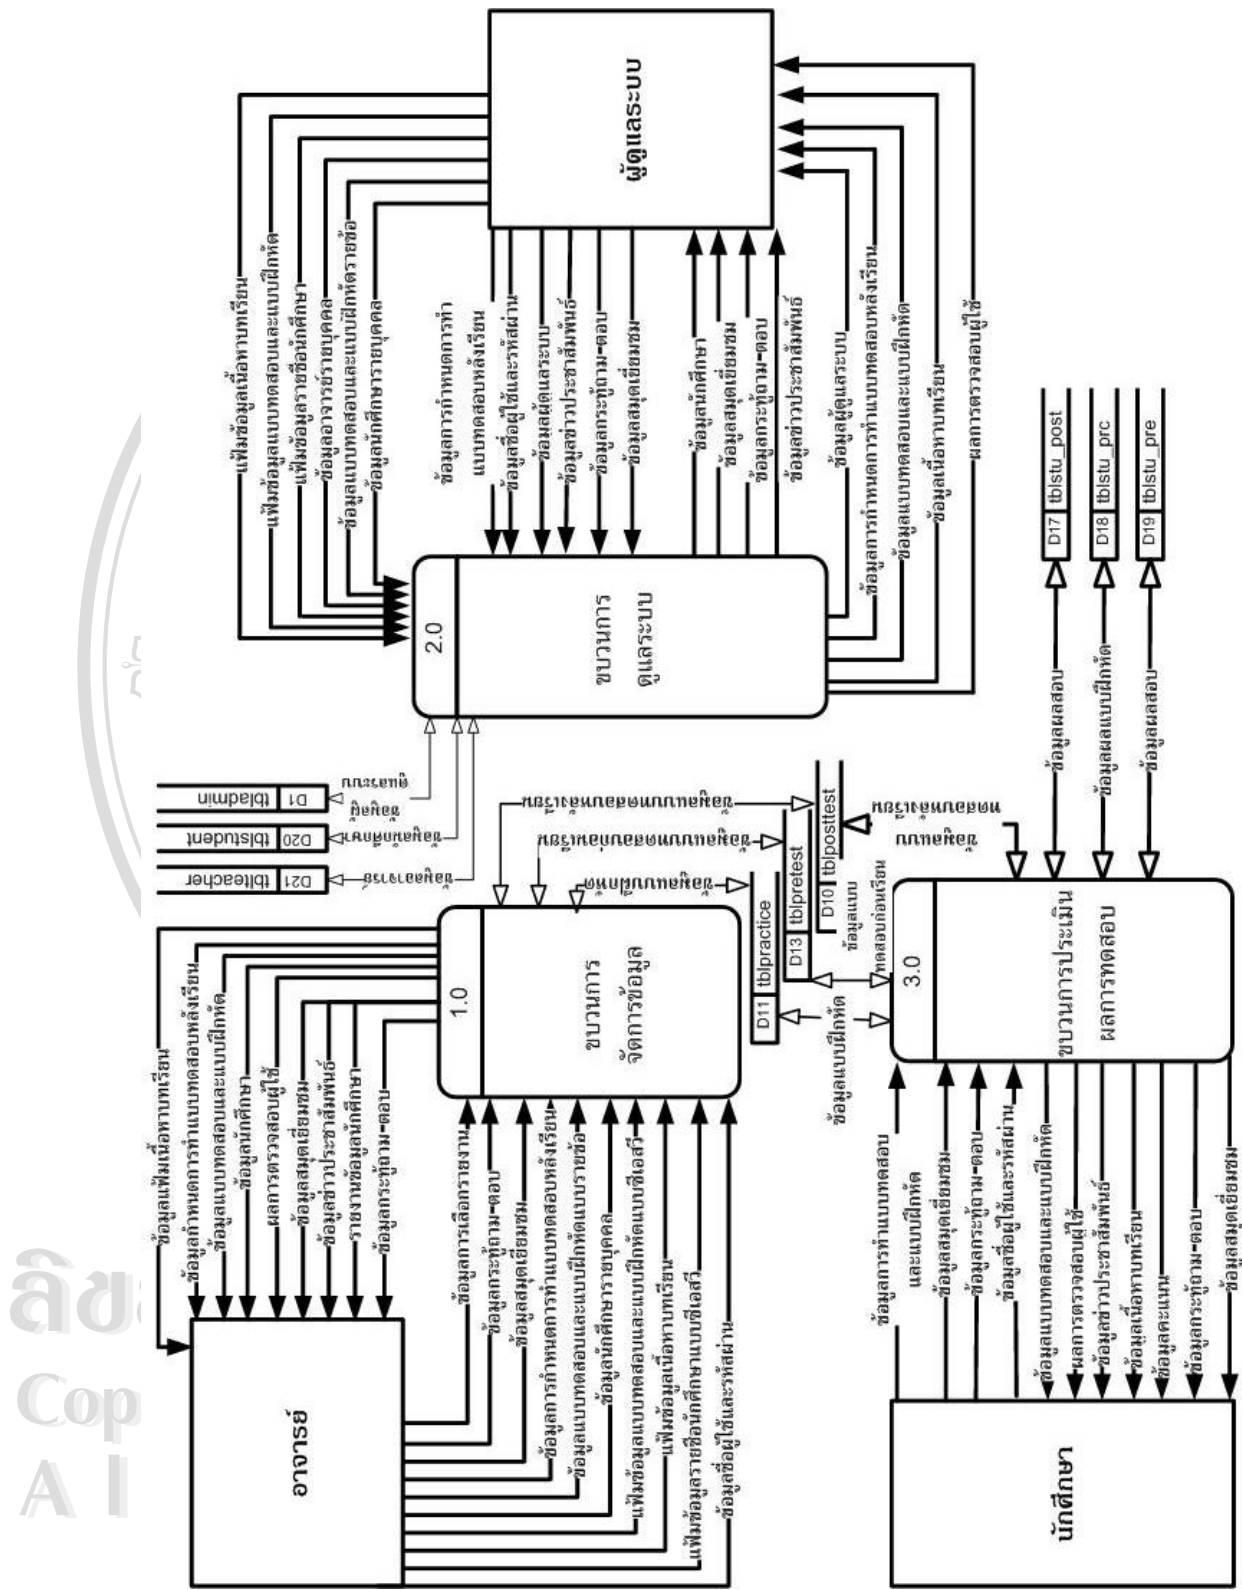 ผู้ดูแลระบบ
แฟ้มข้อมูลเนื้อหาบทเรียน
แฟ้มข้อมูลแบบทดสอบและแบบฝึกหัด
แฟ้มข้อมูลรายชื่อนักศึกษา
ข้อมูลอาจารย์รายบุคคล
ข้อมูลแบบทดสอบและแบบฝึกหัดรายข้อ
ข้อมูลนักศึกษารายบุคคล
ข้อมูลการกำหนดการทำ
แบบทดสอบหลังเรียน
ข้อมูลชื่อผู้ใช้และรหัสผ่าน
ข้อมูลผู้ดูแลระบบ
ข้อมูลข่าวประชาสัมพันธ์
ข้อมูลกระทู้ถาม-ตอบ
ข้อมูลสมุดเยี่ยมชม
ข้อมูลนักศึกษา
ข้อมูลสมุดเยี่ยมชม
ข้อมูลกระทู้ถาม-ตอบ
ข้อมูลข่าวประชาสัมพันธ์
ข้อมูลผู้ดูแลระบบ
ข้อมูลการกำหนดการทำแบบทดสอบหลังเรียน
ข้อมูลแบบทดสอบและแบบฝึกหัด
ข้อมูลเนื้อหาบทเรียน
ผลการตรวจสอบผู้ใช้
2.0
ขบวนการ
ดูแลระบบ
D17 tblstu_post
D18 tblstu_prc
D19 tblstu_pre
ข้อมูลผลสอบ
ข้อมูลผลแบบฝึกหัด
ข้อมูลผลสอบ
D1 tbladmin
D20 tblstudent
D21 tblteacher
ข้อมูลผู้
ดูแลระบบ
ข้อมูลนักศึกษา
ข้อมูลอาจารย์
ข้อมูลแบบทดสอบหลังเรียน
ข้อมูลแบบทดสอบก่อนเรียน
ข้อมูลแบบฝึกหัด
D10 tblposttest
D13 tblpretest
D11 tblpractice
ข้อมูลแบบ
ทดสอบหลังเรียน
ข้อมูลแบบ
ทดสอบก่อนเรียน
ข้อมูลแบบฝึกหัด
1.0
ขบวนการ
จัดการข้อมูล
3.0
ขบวนการประเมิน
ผลการทดสอบ
ข้อมูลแฟ้มเนื้อหาบทเรียน
ข้อมูลกำหนดการทำแบบทดสอบหลังเรียน
ข้อมูลแบบทดสอบและแบบฝึกหัด
ข้อมูลนักศึกษา
ผลการตรวจสอบผู้ใช้
ข้อมูลสมุดเยี่ยมชม
ข้อมูลข่าวประชาสัมพันธ์
รายงานข้อมูลนักศึกษา
ข้อมูลกระทู้ถาม-ตอบ
ข้อมูลการเลือกรายงาน
ข้อมูลกระทู้ถาม-ตอบ
ข้อมูลสมุดเยี่ยมชม
ข้อมูลการกำหนดการทำแบบทดสอบหลังเรียน
ข้อมูลแบบทดสอบและแบบฝึกหัดแบบรายข้อ
ข้อมูลนักศึกษารายบุคคล
แฟ้มข้อมูลแบบทดสอบและแบบฝึกหัดแบบซีเอสวี
แฟ้มข้อมูลเนื้อหาบทเรียน
แฟ้มข้อมูลรายชื่อนักศึกษาแบบซีเอสวี
ข้อมูลชื่อผู้ใช้และรหัสผ่าน
อาจารย์
ข้อมูลการทำแบบทดสอบ
และแบบฝึกหัด
ข้อมูลสมุดเยี่ยมชม
ข้อมูลกระทู้ถาม-ตอบ
ข้อมูลชื่อผู้ใช้และรหัสผ่าน
ข้อมูลแบบทดสอบและแบบฝึกหัด
ผลการตรวจสอบผู้ใช้
ข้อมูลข่าวประชาสัมพันธ์
ข้อมูลเนื้อหาบทเรียน
ข้อมูลคะแนน
ข้อมูลกระทู้ถาม-ตอบ
ข้อมูลสมุดเยี่ยมชม
นักศึกษา
Cop
A l